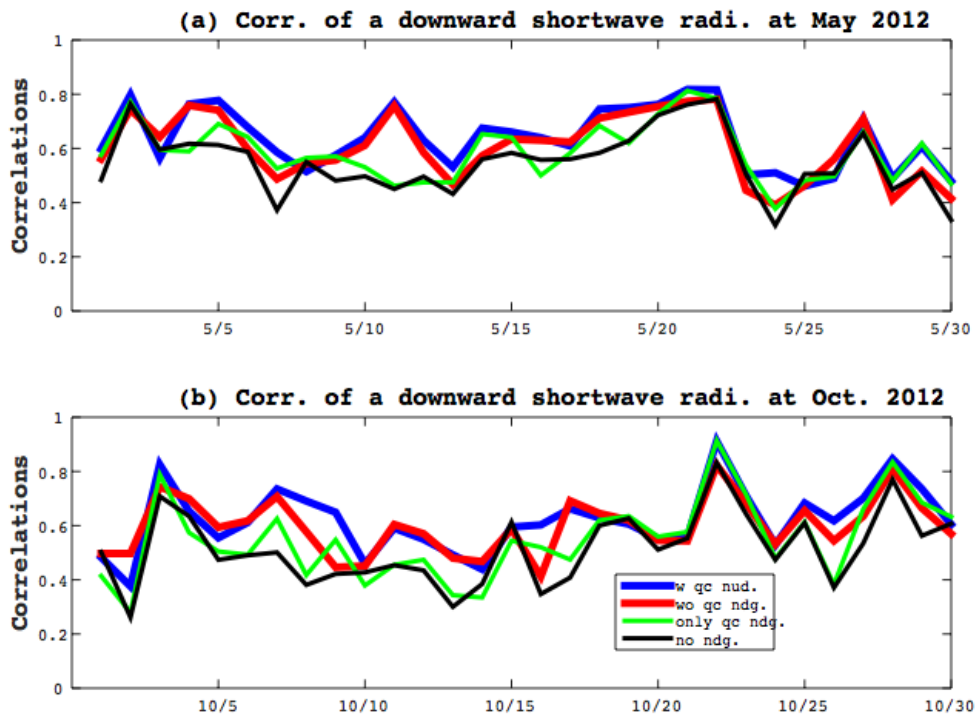 (a) Corr. of a downward shortwave radi. at May 2012
Correlations
1
0.8
0.6
0.4
0.2
0
5/5 5/10 5/15 5/20 5/25 5/30
(b) Corr. of a downward shortwave radi. at Oct. 2012
Correlations
1
0.8
0.6
0.4
0.2
0
w qc nud.
wo qc ndg.
only qc ndg.
no ndg.
10/5 10/10 10/15 10/20 10/25 10/30